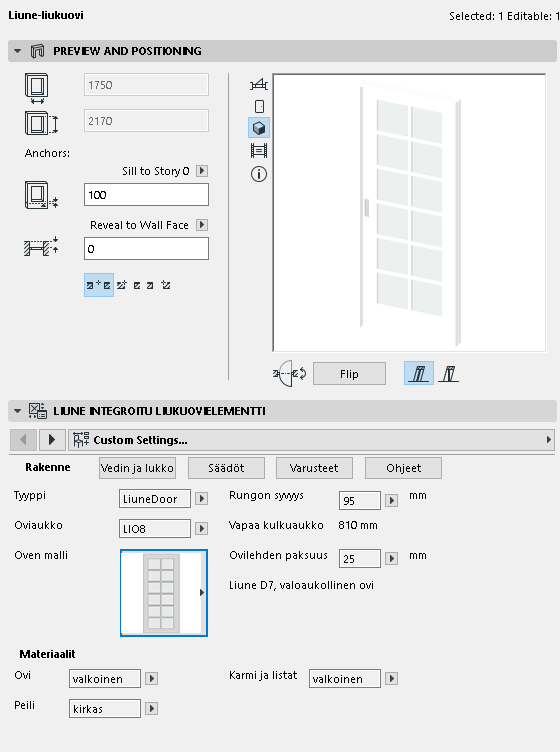 Liune-liukuovi
Selected: 1 Editable: 1
PREVIEW AND POSITIONING
1750
2170
Anchors:
Sill to Story 0
100
Reveal to Wall Face
0
Flip
LIUNE INTEGROITU LIUKUOVIELEMENTTI
Custom Settings...
Rakenne Vedin ja lukko Säädöt Varusteet Ohjeet
Tyyppi LiuneDoor Rungon syvyys 95 mm
Oviaukko LIO8 Vapaa kulkuaukko 810 mm
Oven malli Ovilehden paksuus 25 mm
Liune D7, valoaukollinen ovi
Materiaalit
Ovi valkoinen Karmi ja listat valkoinen
Peili kirkas